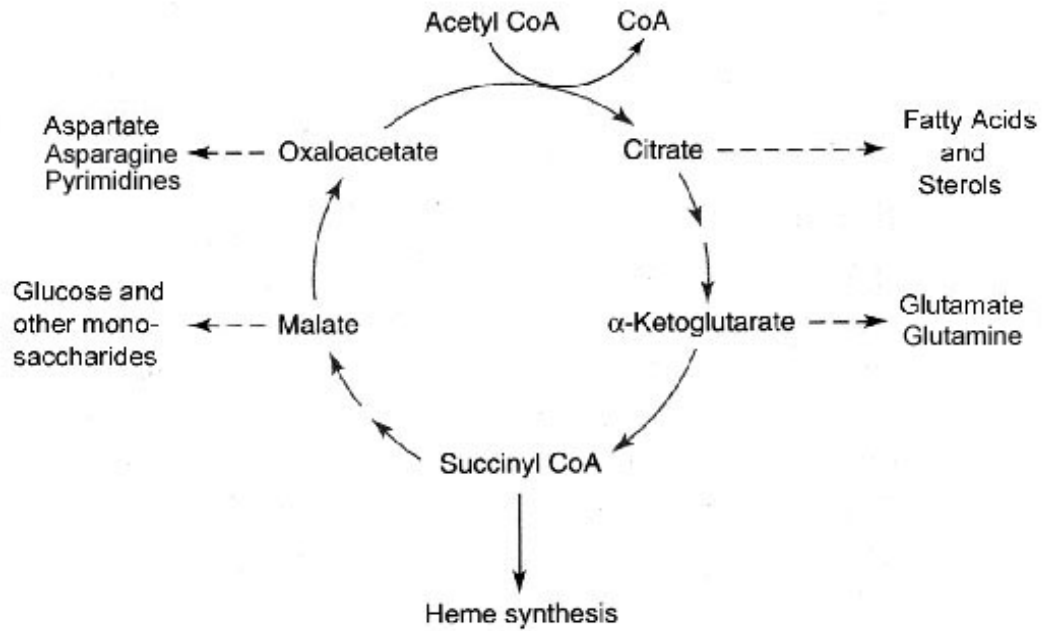 Acetyl CoA
CoA
Aspartate
Asparagine
Pyrimidines
Oxaloacetate
Citrate
Fatty Acids
and
Sterols
Glucose and
other mono-
saccharides
Malate
α-Ketoglutarate
Glutamate
Glutamine
Succinyl CoA
Heme synthesis